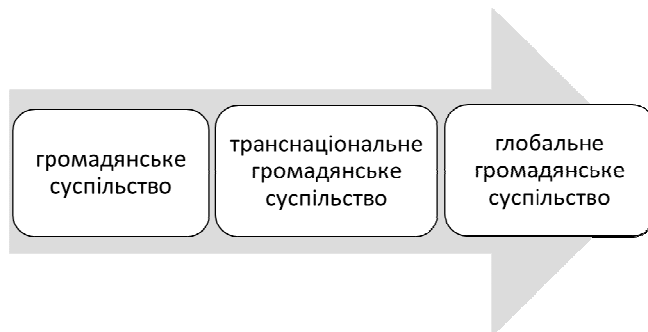 громадянське
суспільство
транснаціональне
громадянське
суспільство
глобальне
громадянське
суспільство